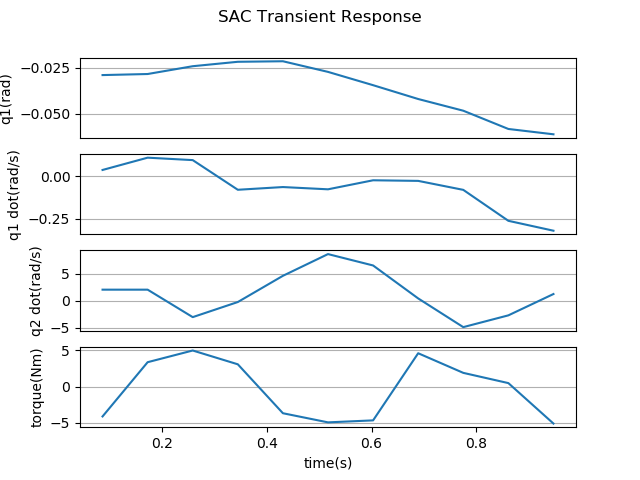 SAC Transient Response
q1(rad)
−0.025
−0.050
q1 dot(rad/s)
0.00
−0.25
q2 dot(rad/s)
5
0
−5
torque(Nm)
5
0
−5
0.2 0.4 0.6 0.8
time(s)